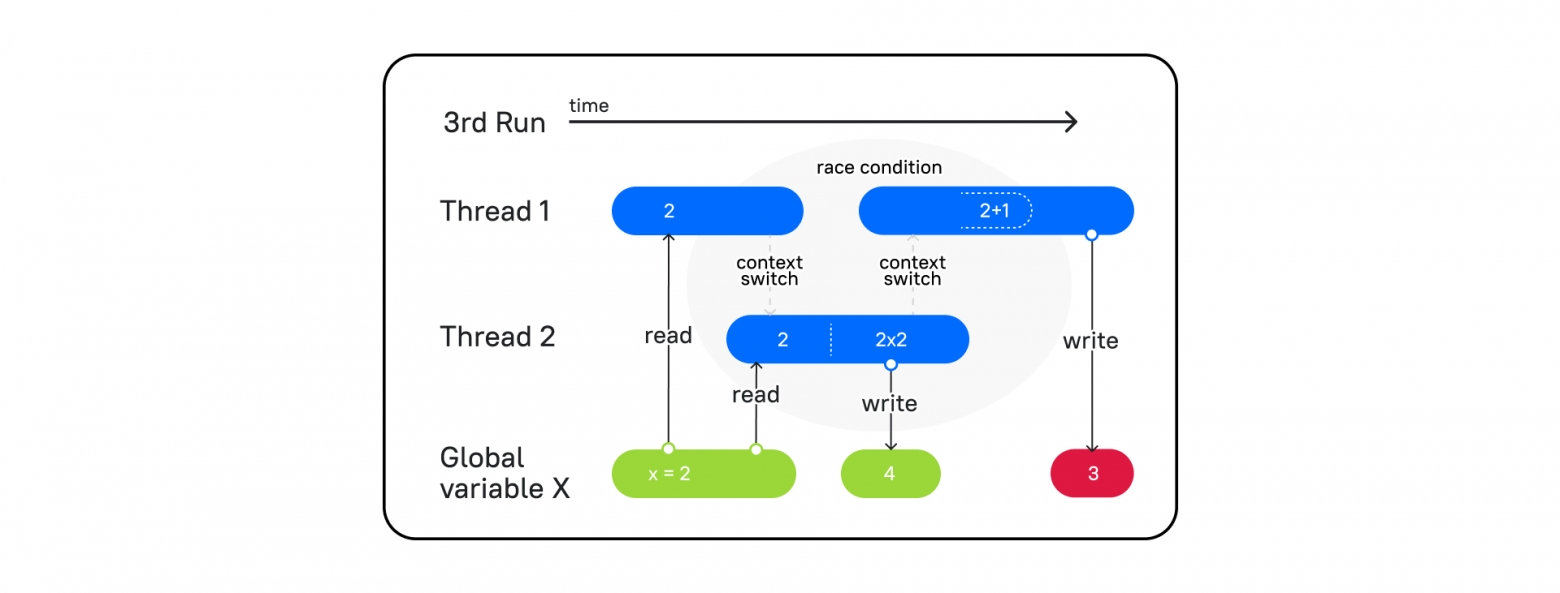 3rd Run
time
race condition
Thread 1
2
2+1
context
switch
context
switch
Thread 2
2
2x2
read
write
read
write
Global
variable X
x = 2
4
3